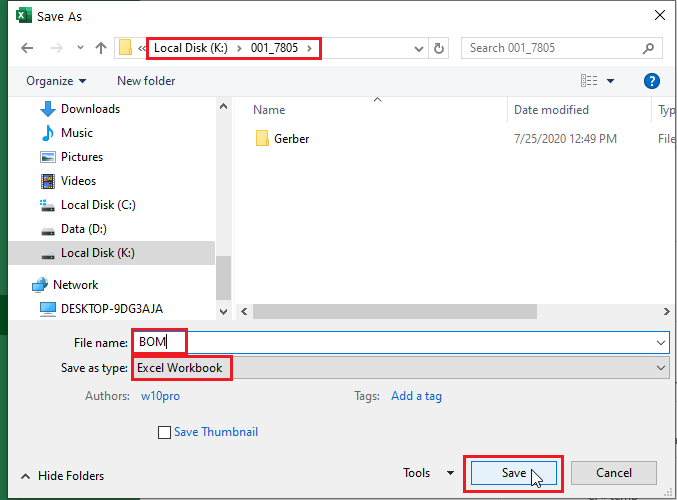 Save As
« Local Disk (K:) > 001_7805 Search 001_7805
Organize New folder ?
Downloads
Music
Pictures
Videos
Local Disk (C:)
Data (D:)
Local Disk (K:)
Network
DESKTOP-9DG3AJA
Name Date modified Typ
Gerber 7/25/2020 12:49 PM File
File name: BOM
Save as type: Excel Workbook
Authors: w10pro Tags: Add a tag
Save Thumbnail
Hide Folders Tools Save Cancel